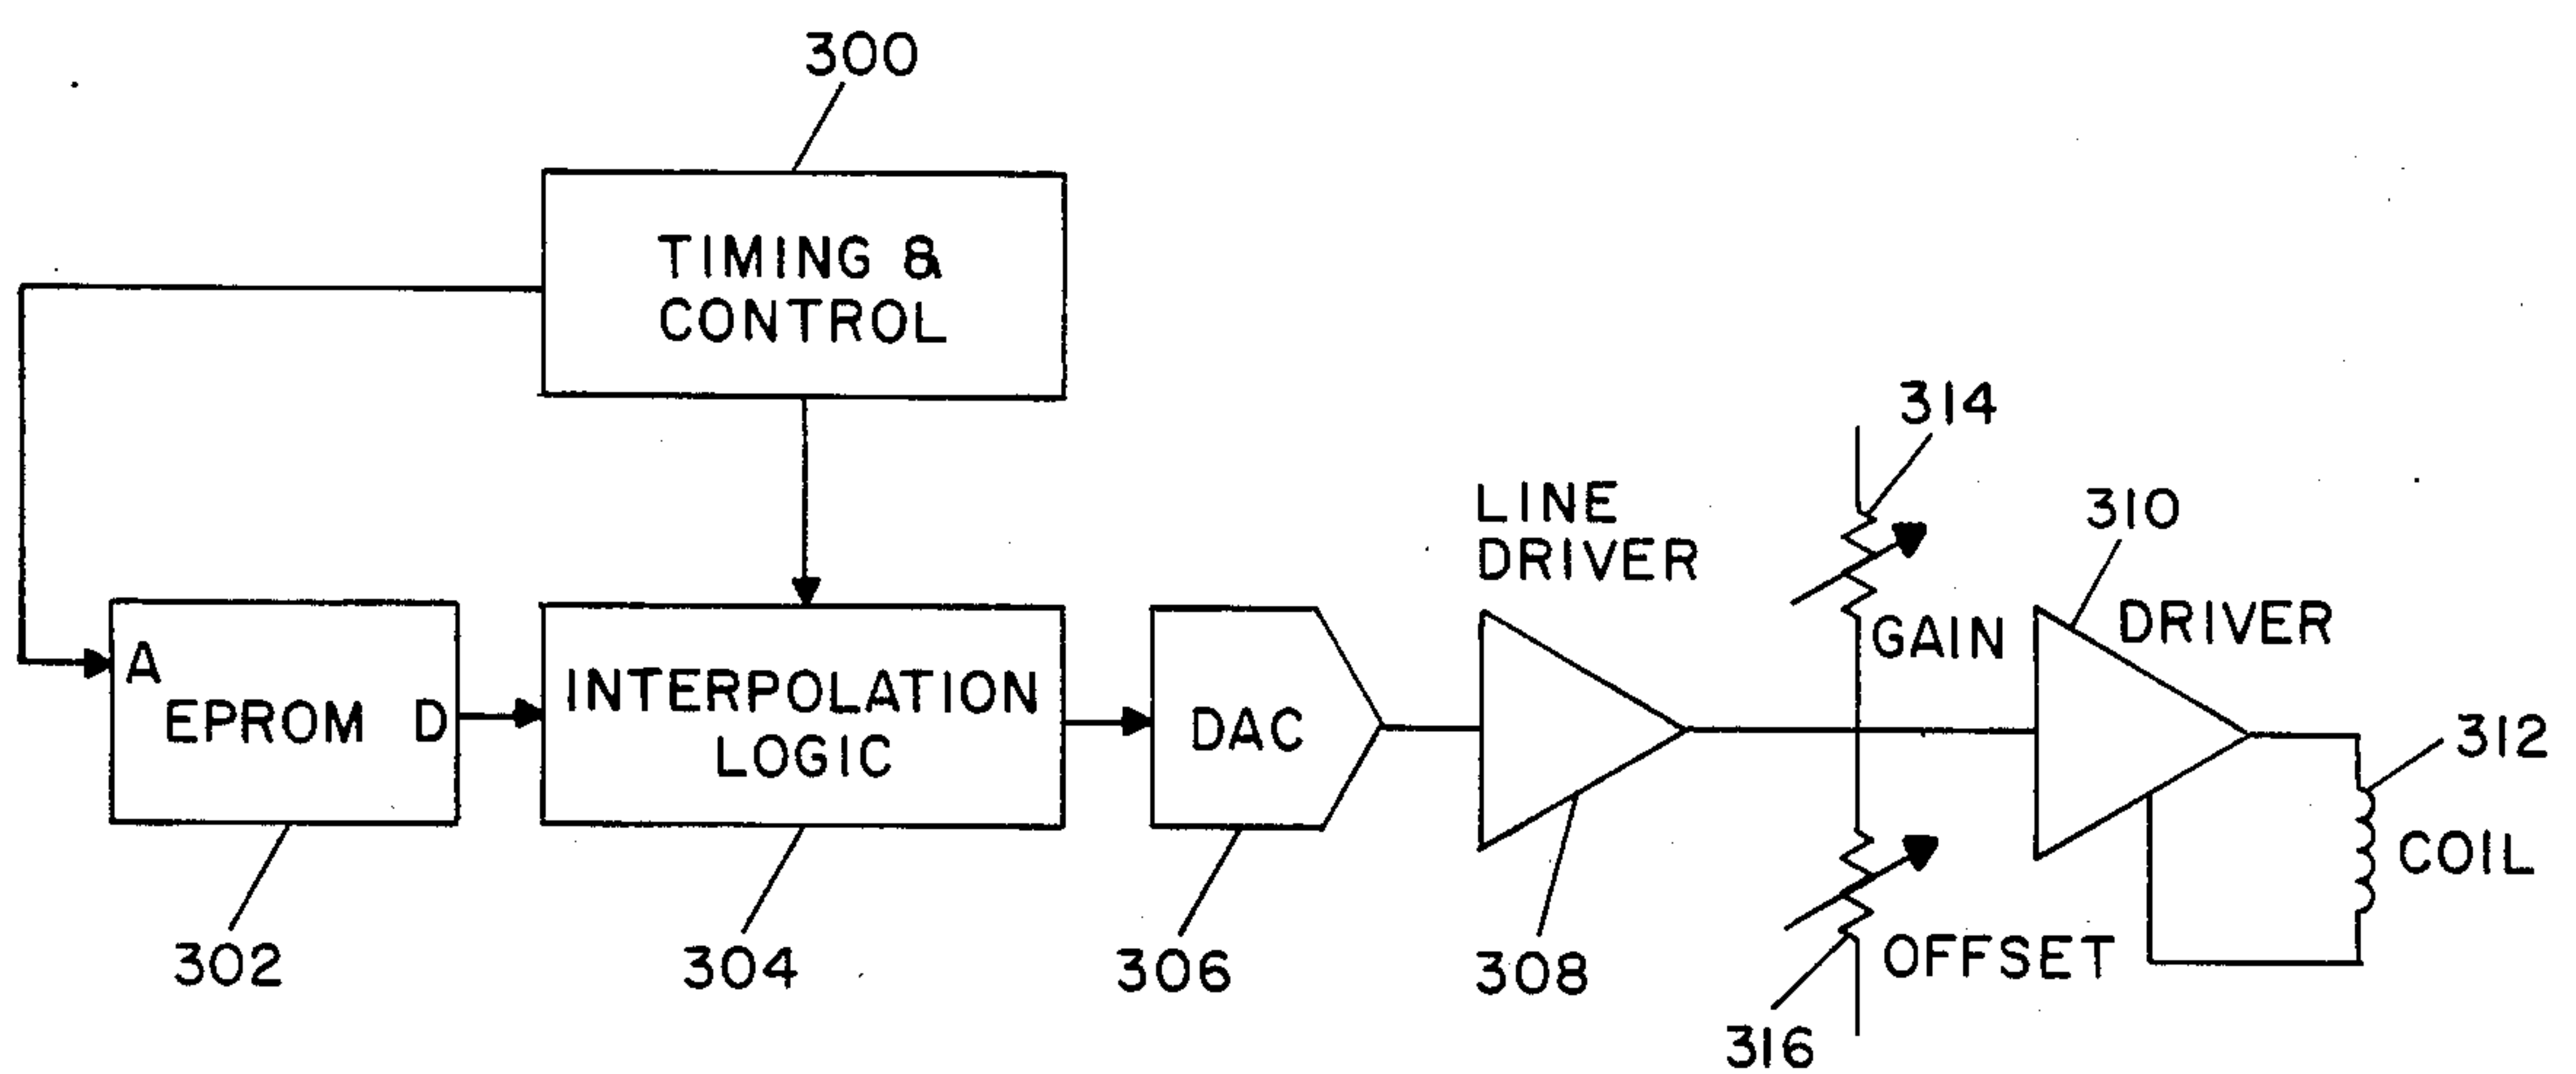 300
TIMING &
CONTROL
314
LINE
DRIVER
310
GAIN
DRIVER
A
EPROM D
INTERPOLATION
LOGIC
DAC
312
COIL
OFFSET
302
304
306
308
316